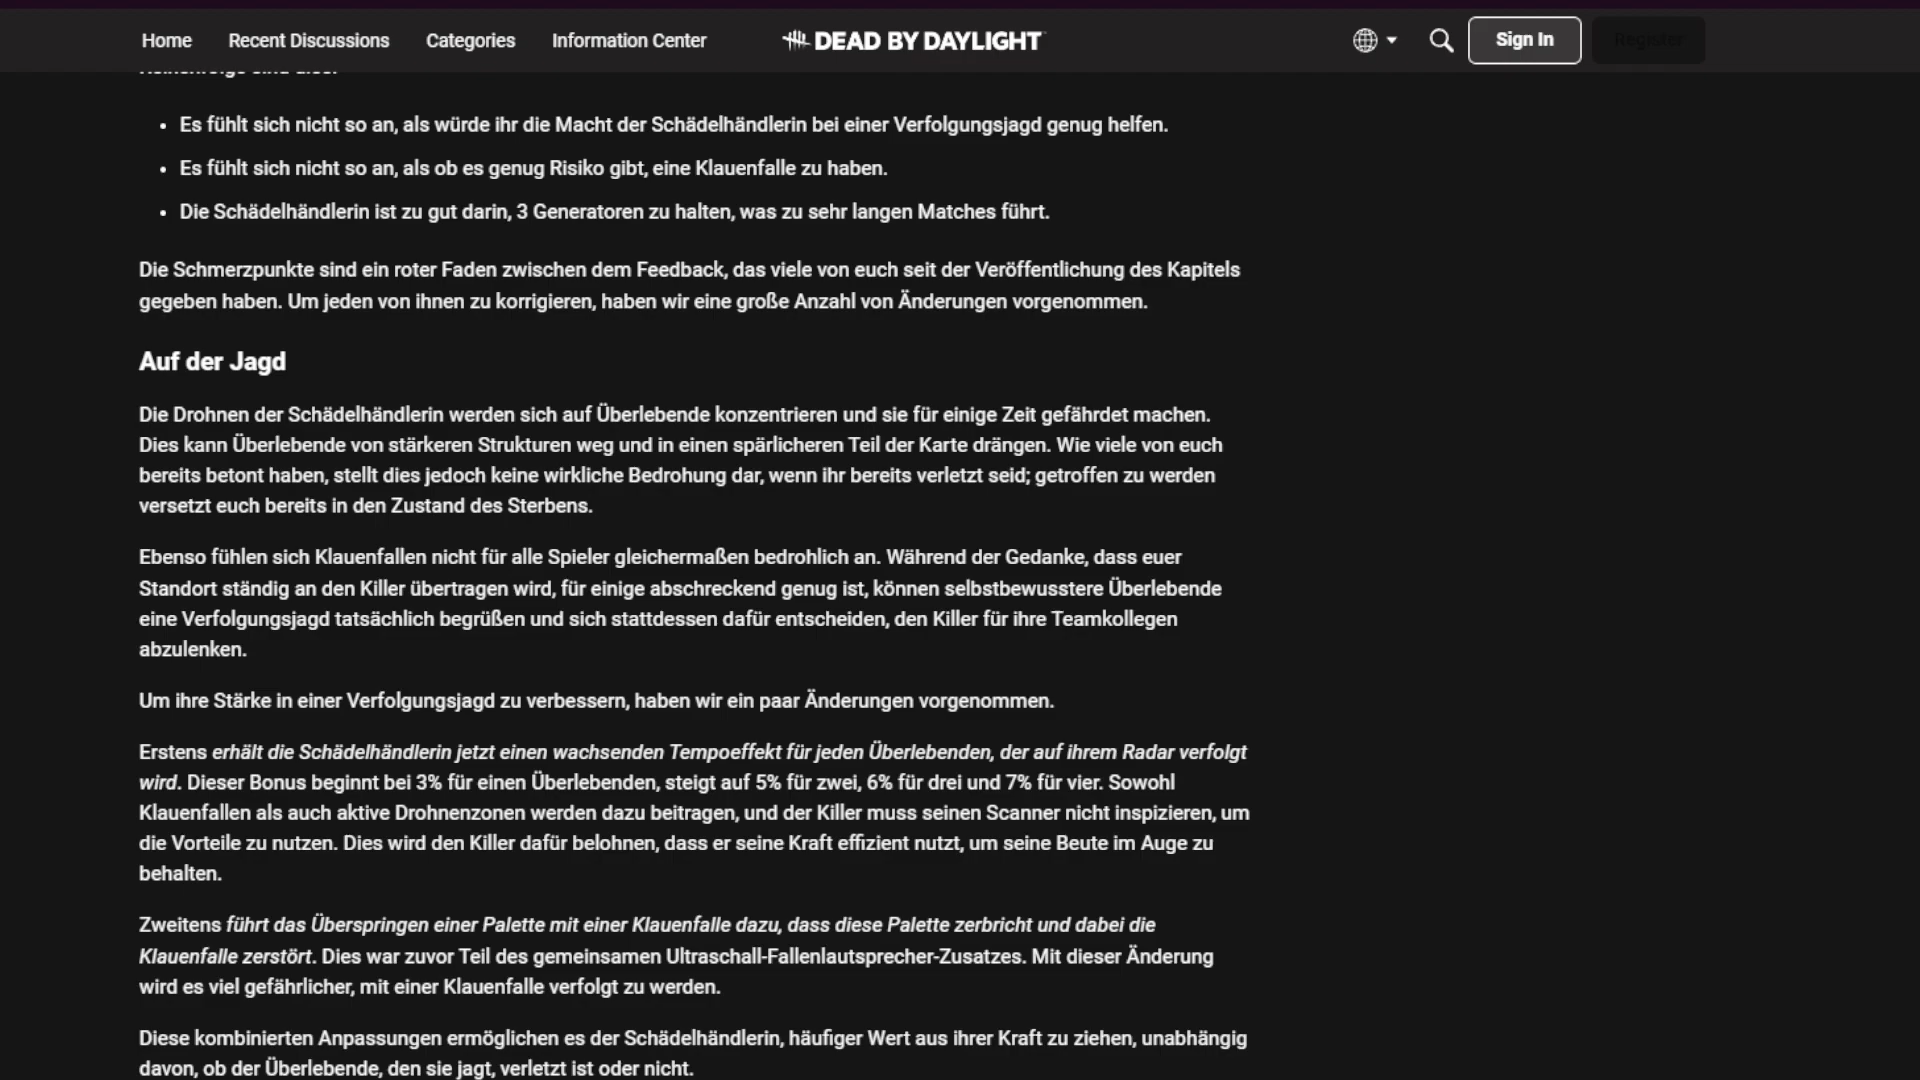 Home Recent Discussions Categories Information Center DEAD BY DAYLIGHT Sign In Register
Reihenfolge sind dies:
Es fühlt sich nicht so an, als würde ihr die Macht der Schädelhändlerin bei einer Verfolgungsjagd genug helfen.
Es fühlt sich nicht so an, als ob es genug Risiko gibt, eine Klauenfalle zu haben.
Die Schädelhändlerin ist zu gut darin, 3 Generatoren zu halten, was zu sehr langen Matches führt.
Die Schmerzpunkte sind ein roter Faden zwischen dem Feedback, das viele von euch seit der Veröffentlichung des Kapitels
gegeben haben. Um jeden von ihnen zu korrigieren, haben wir eine große Anzahl von Änderungen vorgenommen.
Auf der Jagd
Die Drohnen der Schädelhändlerin werden sich auf Überlebende konzentrieren und sie für einige Zeit gefährdet machen.
Dies kann Überlebende von stärkeren Strukturen weg und in einen spärlicheren Teil der Karte drängen. Wie viele von euch
bereits betont haben, stellt dies jedoch keine wirkliche Bedrohung dar, wenn ihr bereits verletzt seid; getroffen zu werden
versetzt euch bereits in den Zustand des Sterbens.
Ebenso fühlen sich Klauenfallen nicht für alle Spieler gleichermaßen bedrohlich an. Während der Gedanke, dass euer
Standort ständig an den Killer übertragen wird, für einige abschreckend genug ist, können selbstbewusstere Überlebende
eine Verfolgungsjagd tatsächlich begrüßen und sich stattdessen dafür entscheiden, den Killer für ihre Teamkollegen
abzulenken.
Um ihre Stärke in einer Verfolgungsjagd zu verbessern, haben wir ein paar Änderungen vorgenommen.
Erstens erhält die Schädelhändlerin jetzt einen wachsenden Tempoeffekt für jeden Überlebenden, der auf ihrem Radar verfolgt
wird. Dieser Bonus beginnt bei 3% für einen Überlebenden, steigt auf 5% für zwei, 6% für drei und 7% für vier. Sowohl
Klauenfallen als auch aktive Drohnenzonen werden dazu beitragen, und der Killer muss seinen Scanner nicht inspizieren, um
die Vorteile zu nutzen. Dies wird den Killer dafür belohnen, dass er seine Kraft effizient nutzt, um seine Beute im Auge zu
behalten.
Zweitens führt das Überspringen einer Palette mit einer Klauenfalle dazu, dass diese Palette zerbricht und dabei die
Klauenfalle zerstört. Dies war zuvor Teil des gemeinsamen Ultraschall-Fallenlautsprecher-Zusatzes. Mit dieser Änderung
wird es viel gefährlicher, mit einer Klauenfalle verfolgt zu werden.
Diese kombinierten Anpassungen ermöglichen es der Schädelhändlerin, häufiger Wert aus ihrer Kraft zu ziehen, unabhängig
davon, ob der Überlebende, den sie jagt, verletzt ist oder nicht.